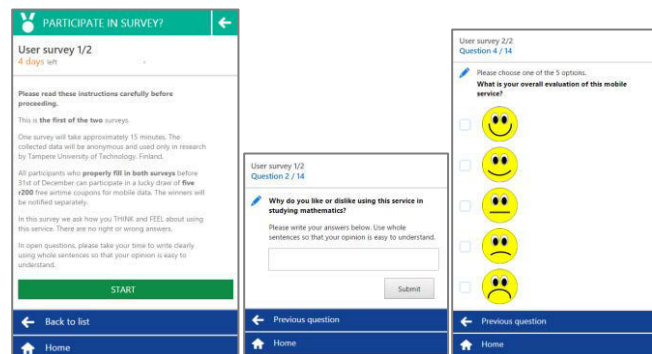 PARTICIPATE IN SURVEY?
User survey 1/2
4 days left
Please read these instructions carefully before
proceeding.
This is the first of the two surveys.
One survey will take approximately 15 minutes. The
collected data will be anonymous and used only in research
by Tampere University of Technology, Finland.
All participants who properly fill in both surveys before
31st of December can participate in a lucky draw of five
r200 free airtime coupons for mobile data. The winners will
be notified separately.
In this survey we ask how you THINK and FEEL about using
this service. There are no right or wrong answers.
In open questions, please take your time to write clearly
using whole sentences so that your opinion is easy to
understand.
START
Back to list
Home
User survey 1/2
Question 2 / 14
Why do you like or dislike using this service in
studying mathematics?
Please write your answers below. Use whole
sentences so that your opinion is easy to understand.
Submit
Previous question
Home
User survey 2/2
Question 4 / 14
Please choose one of the 5 options.
What is your overall evaluation of this mobile
service?
Previous question
Home